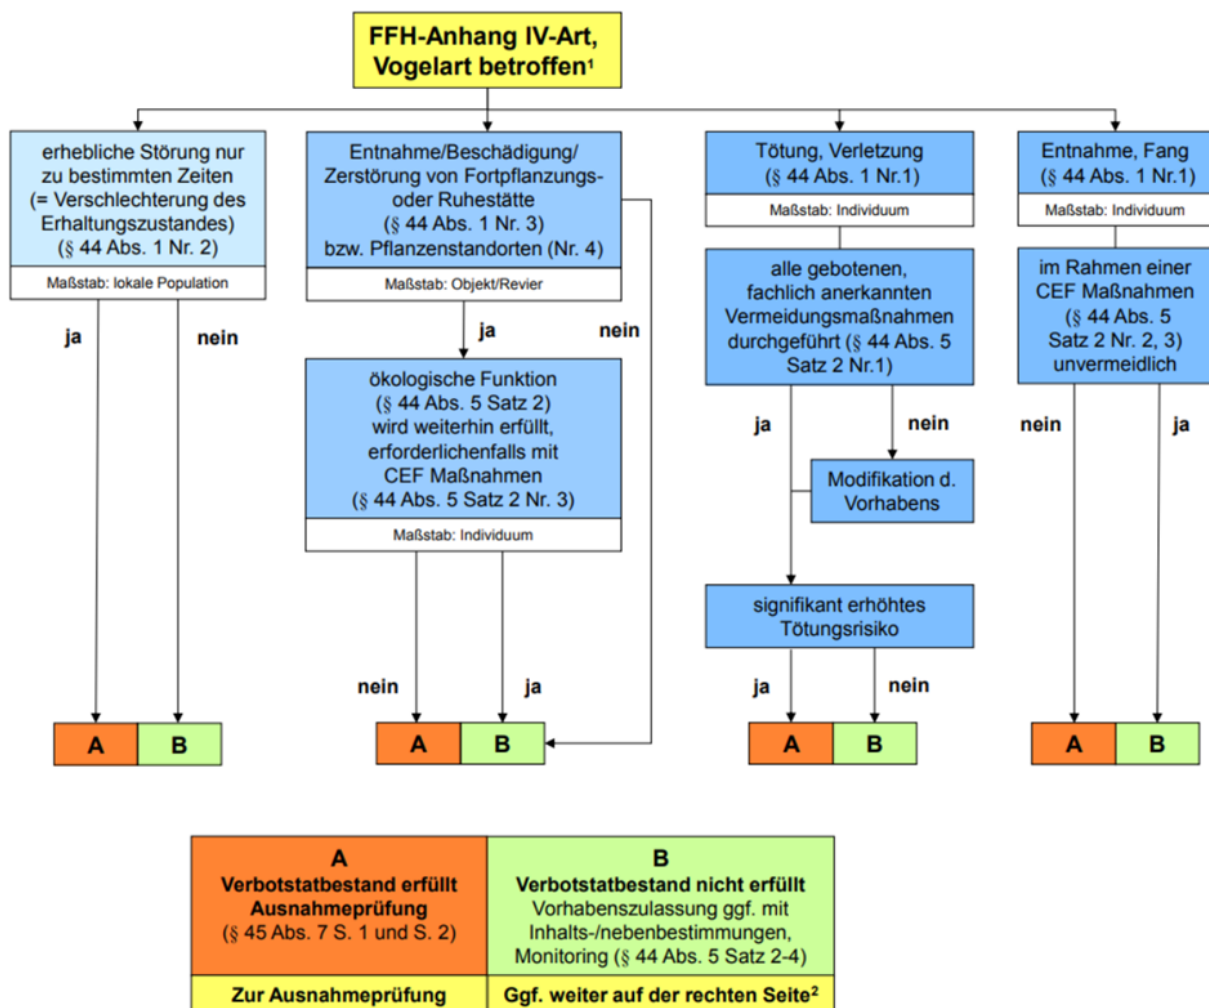 FFH-Anhang IV-Art,
Vogelart betroffen¹
erhebliche Störung nur
zu bestimmten Zeiten
(= Verschlechterung des
Erhaltungszustandes)
(§ 44 Abs. 1 Nr. 2)
Maßstab: lokale Population
ja
nein
A
B
Entnahme/Beschädigung/
Zerstörung von Fortpflanzungs-
oder Ruhestätte
(§ 44 Abs. 1 Nr. 3)
bzw. Pflanzenstandorten (Nr. 4)
Maßstab: Objekt/Revier
ja
nein
ökologische Funktion
(§ 44 Abs. 5 Satz 2)
wird weiterhin erfüllt,
erforderlichenfalls mit
CEF Maßnahmen
(§ 44 Abs. 5 Satz 2 Nr. 3)
Maßstab: Individuum
nein
ja
A
B
Tötung, Verletzung
(§ 44 Abs. 1 Nr.1)
Maßstab: Individuum
alle gebotenen,
fachlich anerkannten
Vermeidungsmaßnahmen
durchgeführt (§ 44 Abs. 5
Satz 2 Nr.1)
ja
nein
Modifikation d.
Vorhabens
signifikant erhöhtes
Tötungsrisiko
ja
nein
A
B
Entnahme, Fang
(§ 44 Abs. 1 Nr.1)
Maßstab: Individuum
im Rahmen einer
CEF Maßnahmen
(§ 44 Abs. 5
Satz 2 Nr. 2, 3)
unvermeidlich
nein
ja
A
B
A
Verbotstatbestand erfüllt
Ausnahmeprüfung
(§ 45 Abs. 7 S. 1 und S. 2)
Zur Ausnahmeprüfung
B
Verbotstatbestand nicht erfüllt
Vorhabenszulassung ggf. mit
Inhalts-/nebenbestimmungen,
Monitoring (§ 44 Abs. 5 Satz 2-4)
Ggf. weiter auf der rechten Seite²